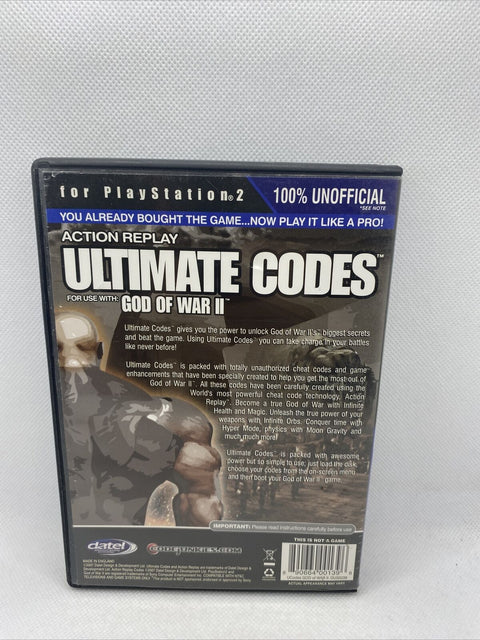 for PlayStation®2
100% UNOFFICIAL
*SEE NOTE
YOU ALREADY BOUGHT THE GAME...NOW PLAY IT LIKE A PRO!
ACTION REPLAY
ULTIMATE CODES™
FOR USE WITH: GOD OF WAR II™
Ultimate Codes™ gives you the power to unlock God of War II's™ biggest secrets
and beat the game. Using Ultimate Codes™ you can take charge in your battles
like never before!
Ultimate Codes™ is packed with totally unauthorized cheat codes and game
enhancements that have been specially created to help you get the most out of
God of War II™. All these codes have been carefully created using the
World's most powerful cheat code technology, Action
Replay™. Become a true God of War with Infinite
Health and Magic. Unleash the true power of your
weapons with Infinite Orbs. Conquer time with
Hyper Mode, physics with Moon Gravity and
much much more!
Ultimate Codes™ is packed with awesome
power but so simple to use; just load the disk,
choose your codes from the on-screen menu
and then boot your God of War II™ game.
IMPORTANT: Please read instructions carefully before use
datel
CODEJUNKIES.COM
THIS IS NOT A GAME
MADE IN ENGLAND
90664 00139
ACTUAL APPEARANCE MAY VARY